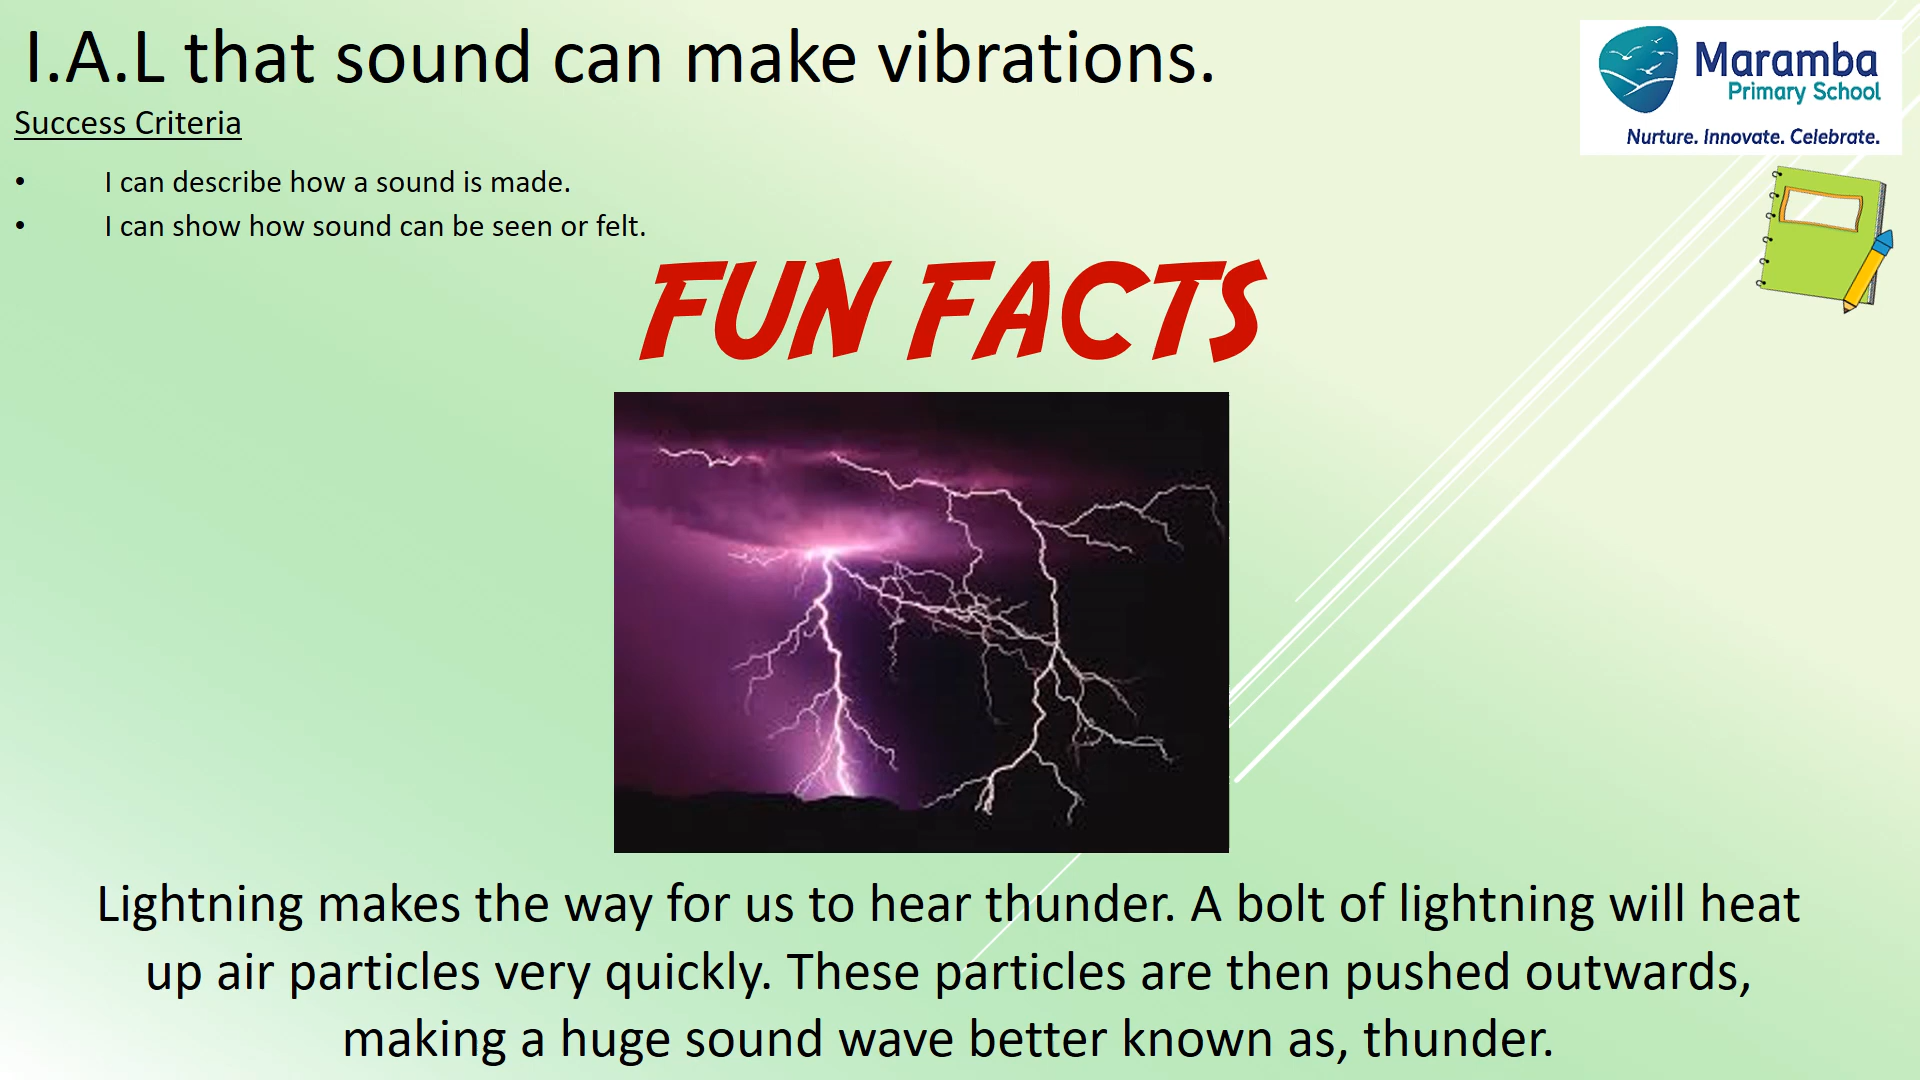 I.A.L that sound can make vibrations.
Maramba
Primary School
Nurture. Innovate. Celebrate.
Success Criteria
• I can describe how a sound is made.
• I can show how sound can be seen or felt.
FUN FACTS
Lightning makes the way for us to hear thunder. A bolt of lightning will heat
up air particles very quickly. These particles are then pushed outwards,
making a huge sound wave better known as, thunder.